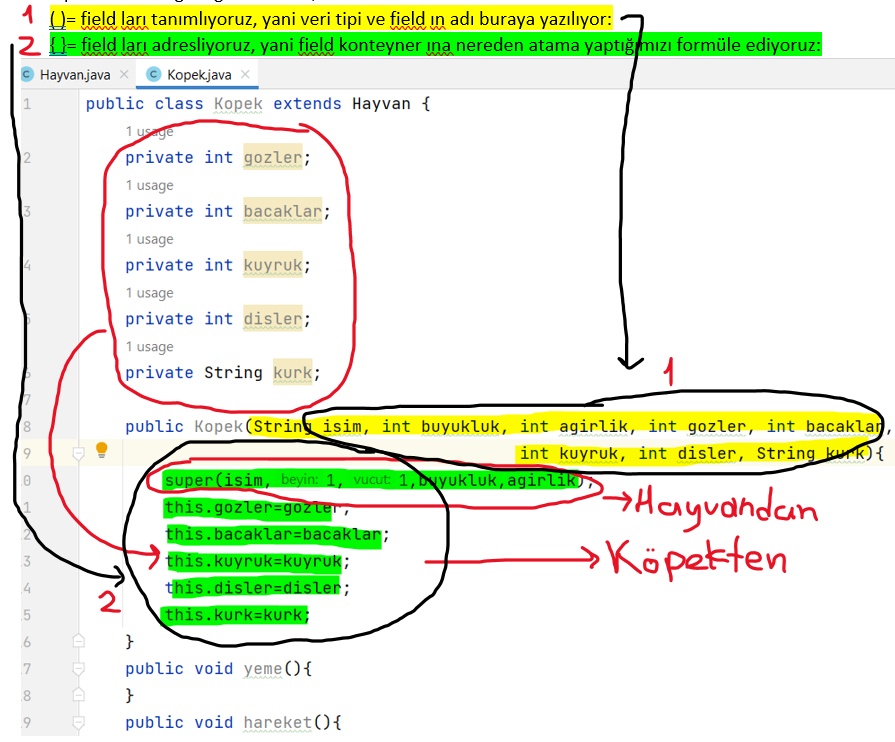 1 ( )= field ları tanımlıyoruz, yani veri tipi ve field ın adı buraya yazılıyor:
2 { }= field ları adresliyoruz, yani field konteyner ına nereden atama yaptığımızı formüle ediyoruz:
Hayvan.java × Kopek.java ×
1 public class Kopek extends Hayvan {
1 usage
2 private int gozler;
1 usage
3 private int bacaklar;
1 usage
4 private int kuyruk;
1 usage
5 private int disler;
1 usage
6 private String kurk;
7
1
8 public Kopek(String isim, int buyukluk, int agirlik, int gozler, int bacaklar,
9 int kuyruk, int disler, String kurk){
0 super(isim, beyin: 1, vucut: 1,buyukluk,agirlik);
→Hayvandan
1 this.gozler=gozler;
2 this.bacaklar=bacaklar;
3 this.kuyruk=kuyruk;
Köpekten
4 this.disler=disler;
2
5 this.kurk=kurk;
6 }
7 public void yeme(){
8 }
9 public void hareket(){